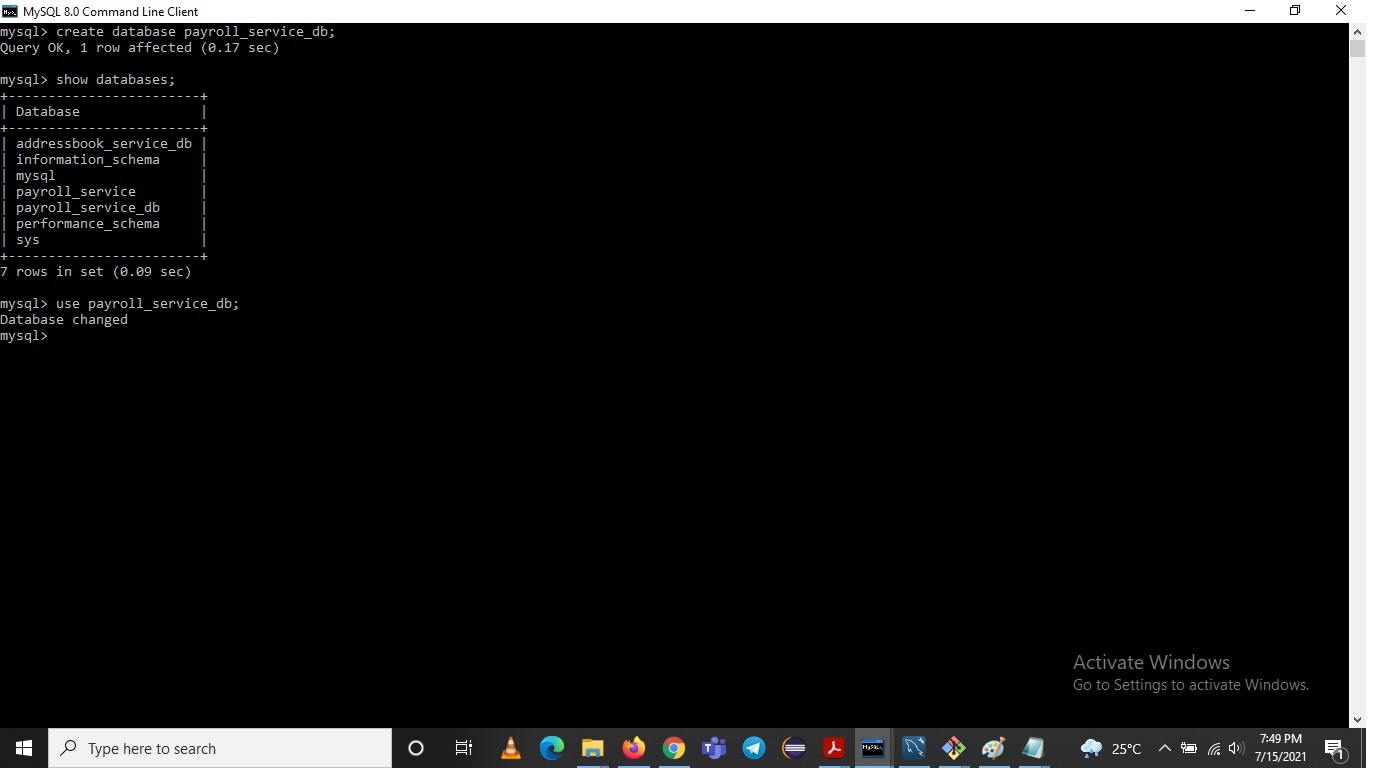 MySQL 8.0 Command Line Client
mysql> create database payroll_service_db;
Query OK, 1 row affected (0.17 sec)
mysql> show databases;
+------------------------+
| Database               |
+------------------------+
| addressbook_service_db |
| information_schema     |
| mysql                  |
| payroll_service        |
| payroll_service_db     |
| performance_schema     |
| sys                    |
+------------------------+
7 rows in set (0.09 sec)
mysql> use payroll_service_db;
Database changed
mysql>
Activate Windows
Go to Settings to activate Windows.
Type here to search
25°C
7:49 PM
7/15/2021
1